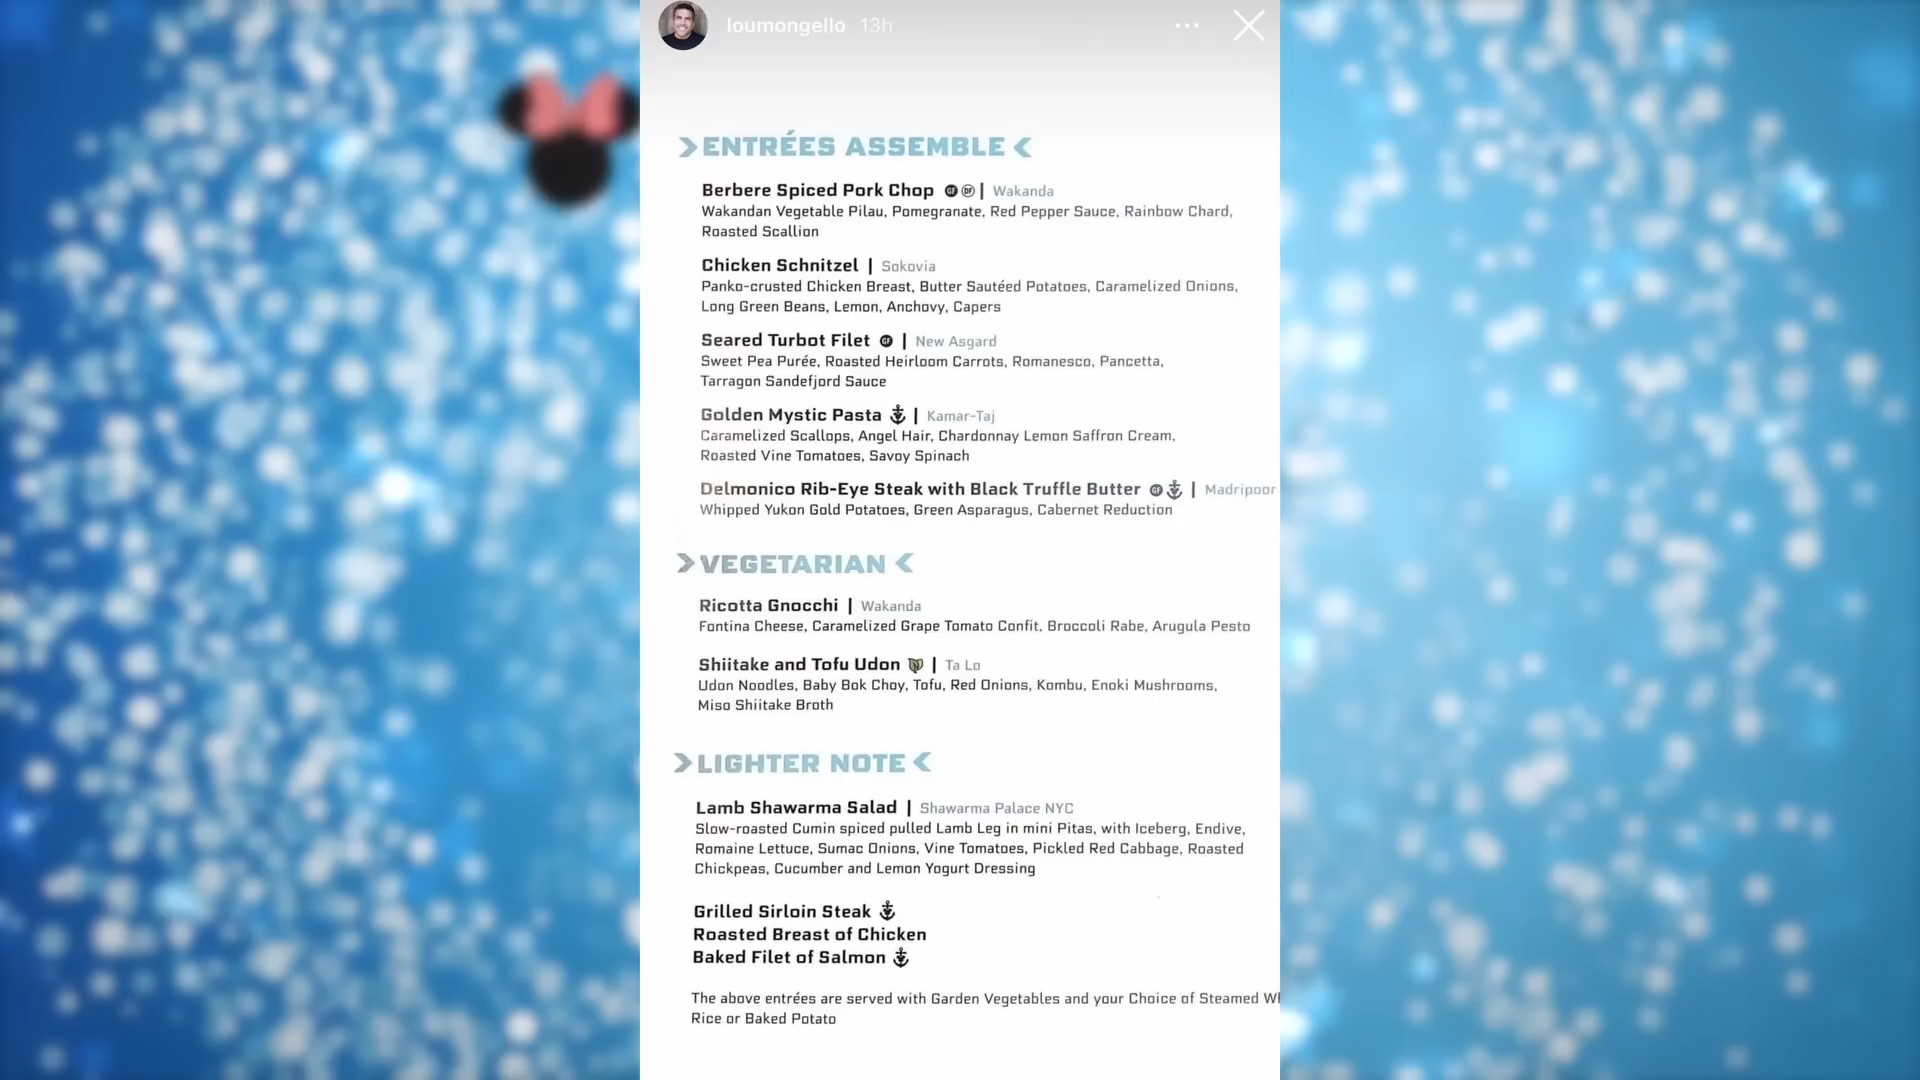 loumongello 13h
ENTRÉES ASSEMBLE
Berbere Spiced Pork Chop GF DF | Wakanda
Wakandan Vegetable Pilau, Pomegranate, Red Pepper Sauce, Rainbow Chard,
Roasted Scallion
Chicken Schnitzel | Sokovia
Panko-crusted Chicken Breast, Butter Sautéed Potatoes, Caramelized Onions,
Long Green Beans, Lemon, Anchovy, Capers
Seared Turbot Filet GF | New Asgard
Sweet Pea Purée, Roasted Heirloom Carrots, Romanesco, Pancetta,
Tarragon Sandefjord Sauce
Golden Mystic Pasta | Kamar-Taj
Caramelized Scallops, Angel Hair, Chardonnay Lemon Saffron Cream,
Roasted Vine Tomatoes, Savoy Spinach
Delmonico Rib-Eye Steak with Black Truffle Butter GF | Madripoor
Whipped Yukon Gold Potatoes, Green Asparagus, Cabernet Reduction
VEGETARIAN
Ricotta Gnocchi | Wakanda
Fontina Cheese, Caramelized Grape Tomato Confit, Broccoli Rabe, Arugula Pesto
Shiitake and Tofu Udon | Ta Lo
Udon Noodles, Baby Bok Choy, Tofu, Red Onions, Kombu, Enoki Mushrooms,
Miso Shiitake Broth
LIGHTER NOTE
Lamb Shawarma Salad | Shawarma Palace NYC
Slow-roasted Cumin spiced pulled Lamb Leg in mini Pitas, with Iceberg, Endive,
Romaine Lettuce, Sumac Onions, Vine Tomatoes, Pickled Red Cabbage, Roasted
Chickpeas, Cucumber and Lemon Yogurt Dressing
Grilled Sirloin Steak
Roasted Breast of Chicken
Baked Filet of Salmon
The above entrées are served with Garden Vegetables and your Choice of Steamed
Rice or Baked Potato